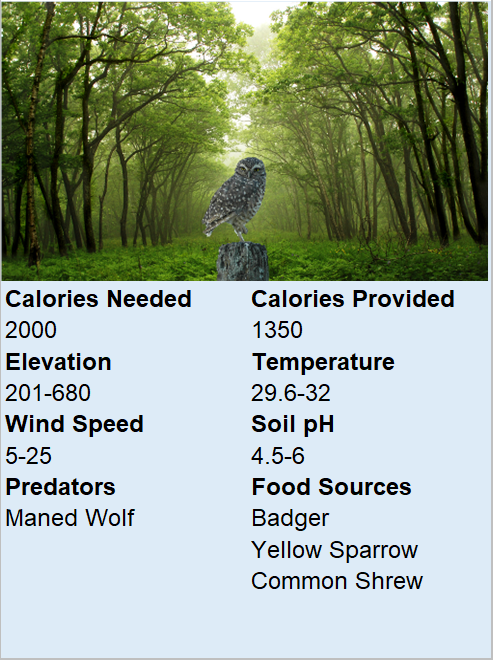 Calories Needed
2000
Elevation
201-680
Wind Speed
5-25
Predators
Maned Wolf
Calories Provided
1350
Temperature
29.6-32
Soil pH
4.5-6
Food Sources
Badger
Yellow Sparrow
Common Shrew